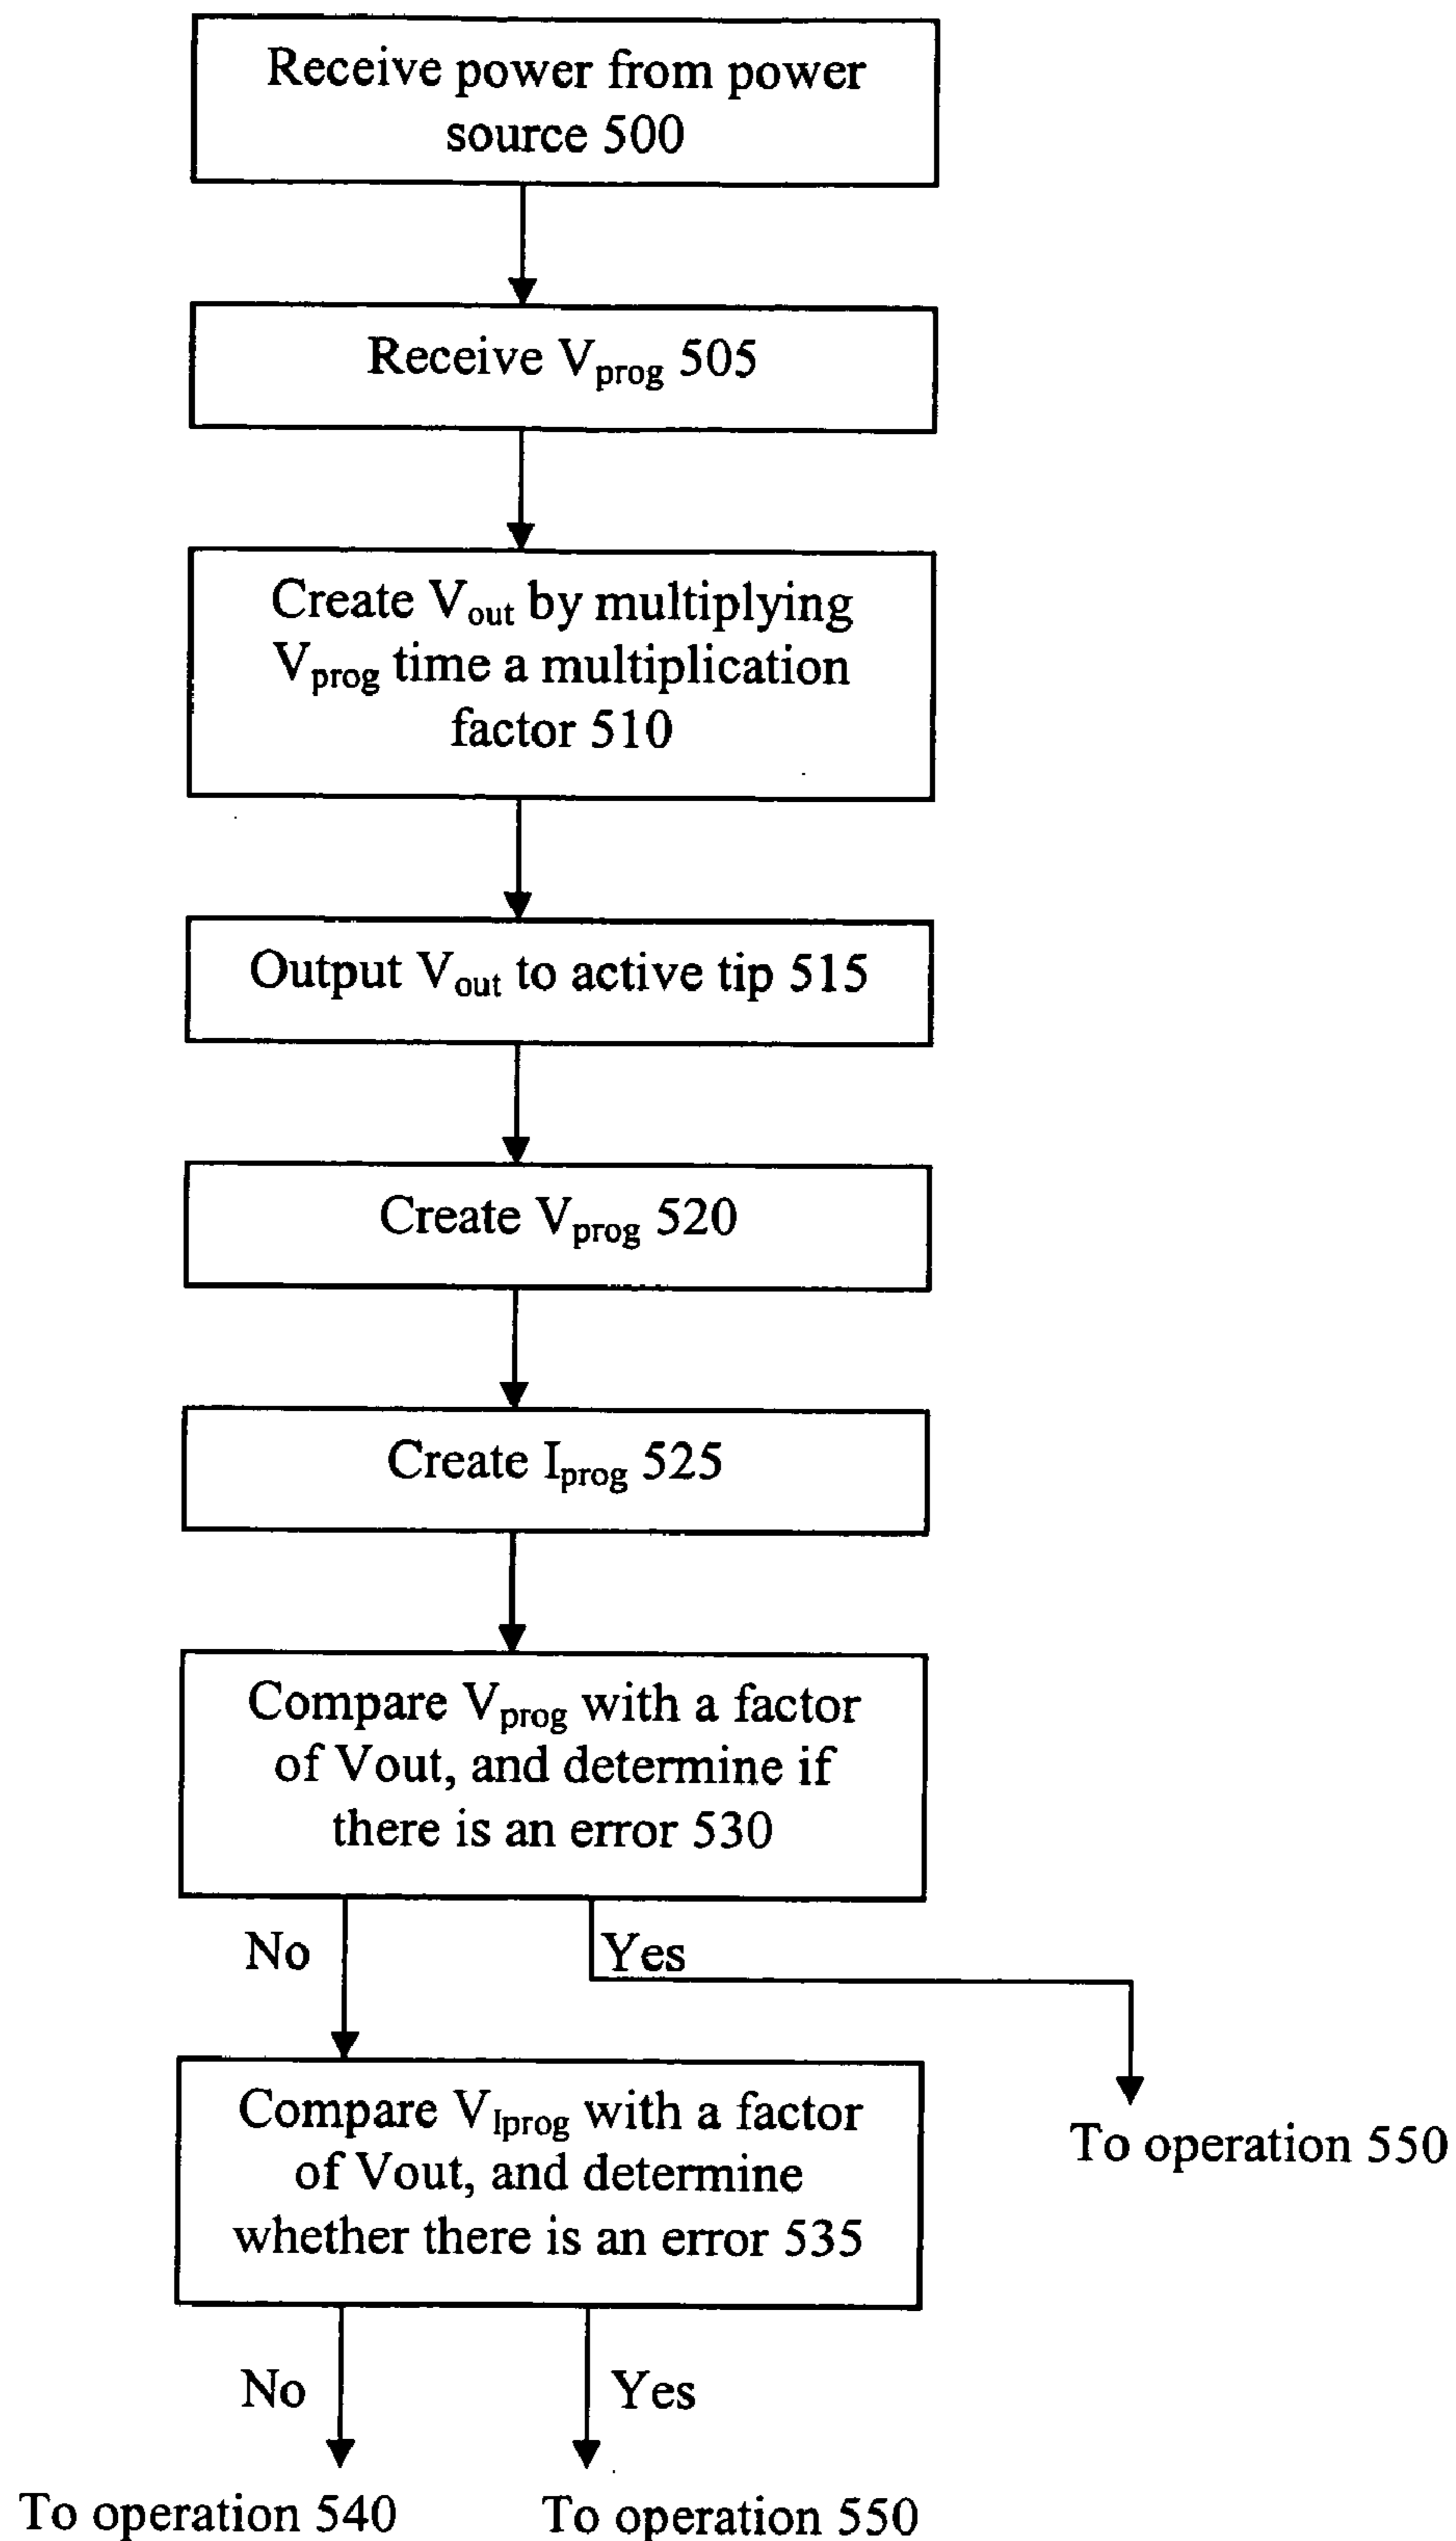 Receive power from power
source 500
Receive Vprog 505
Create Vout by multiplying
Vprog time a multiplication
factor 510
Output Vout to active tip 515
Create Vprog 520
Create Iprog 525
Compare Vprog with a factor
of Vout, and determine if
there is an error 530
No
Yes
Compare VIprog with a factor
of Vout, and determine
whether there is an error 535
To operation 550
No
Yes
To operation 540
To operation 550